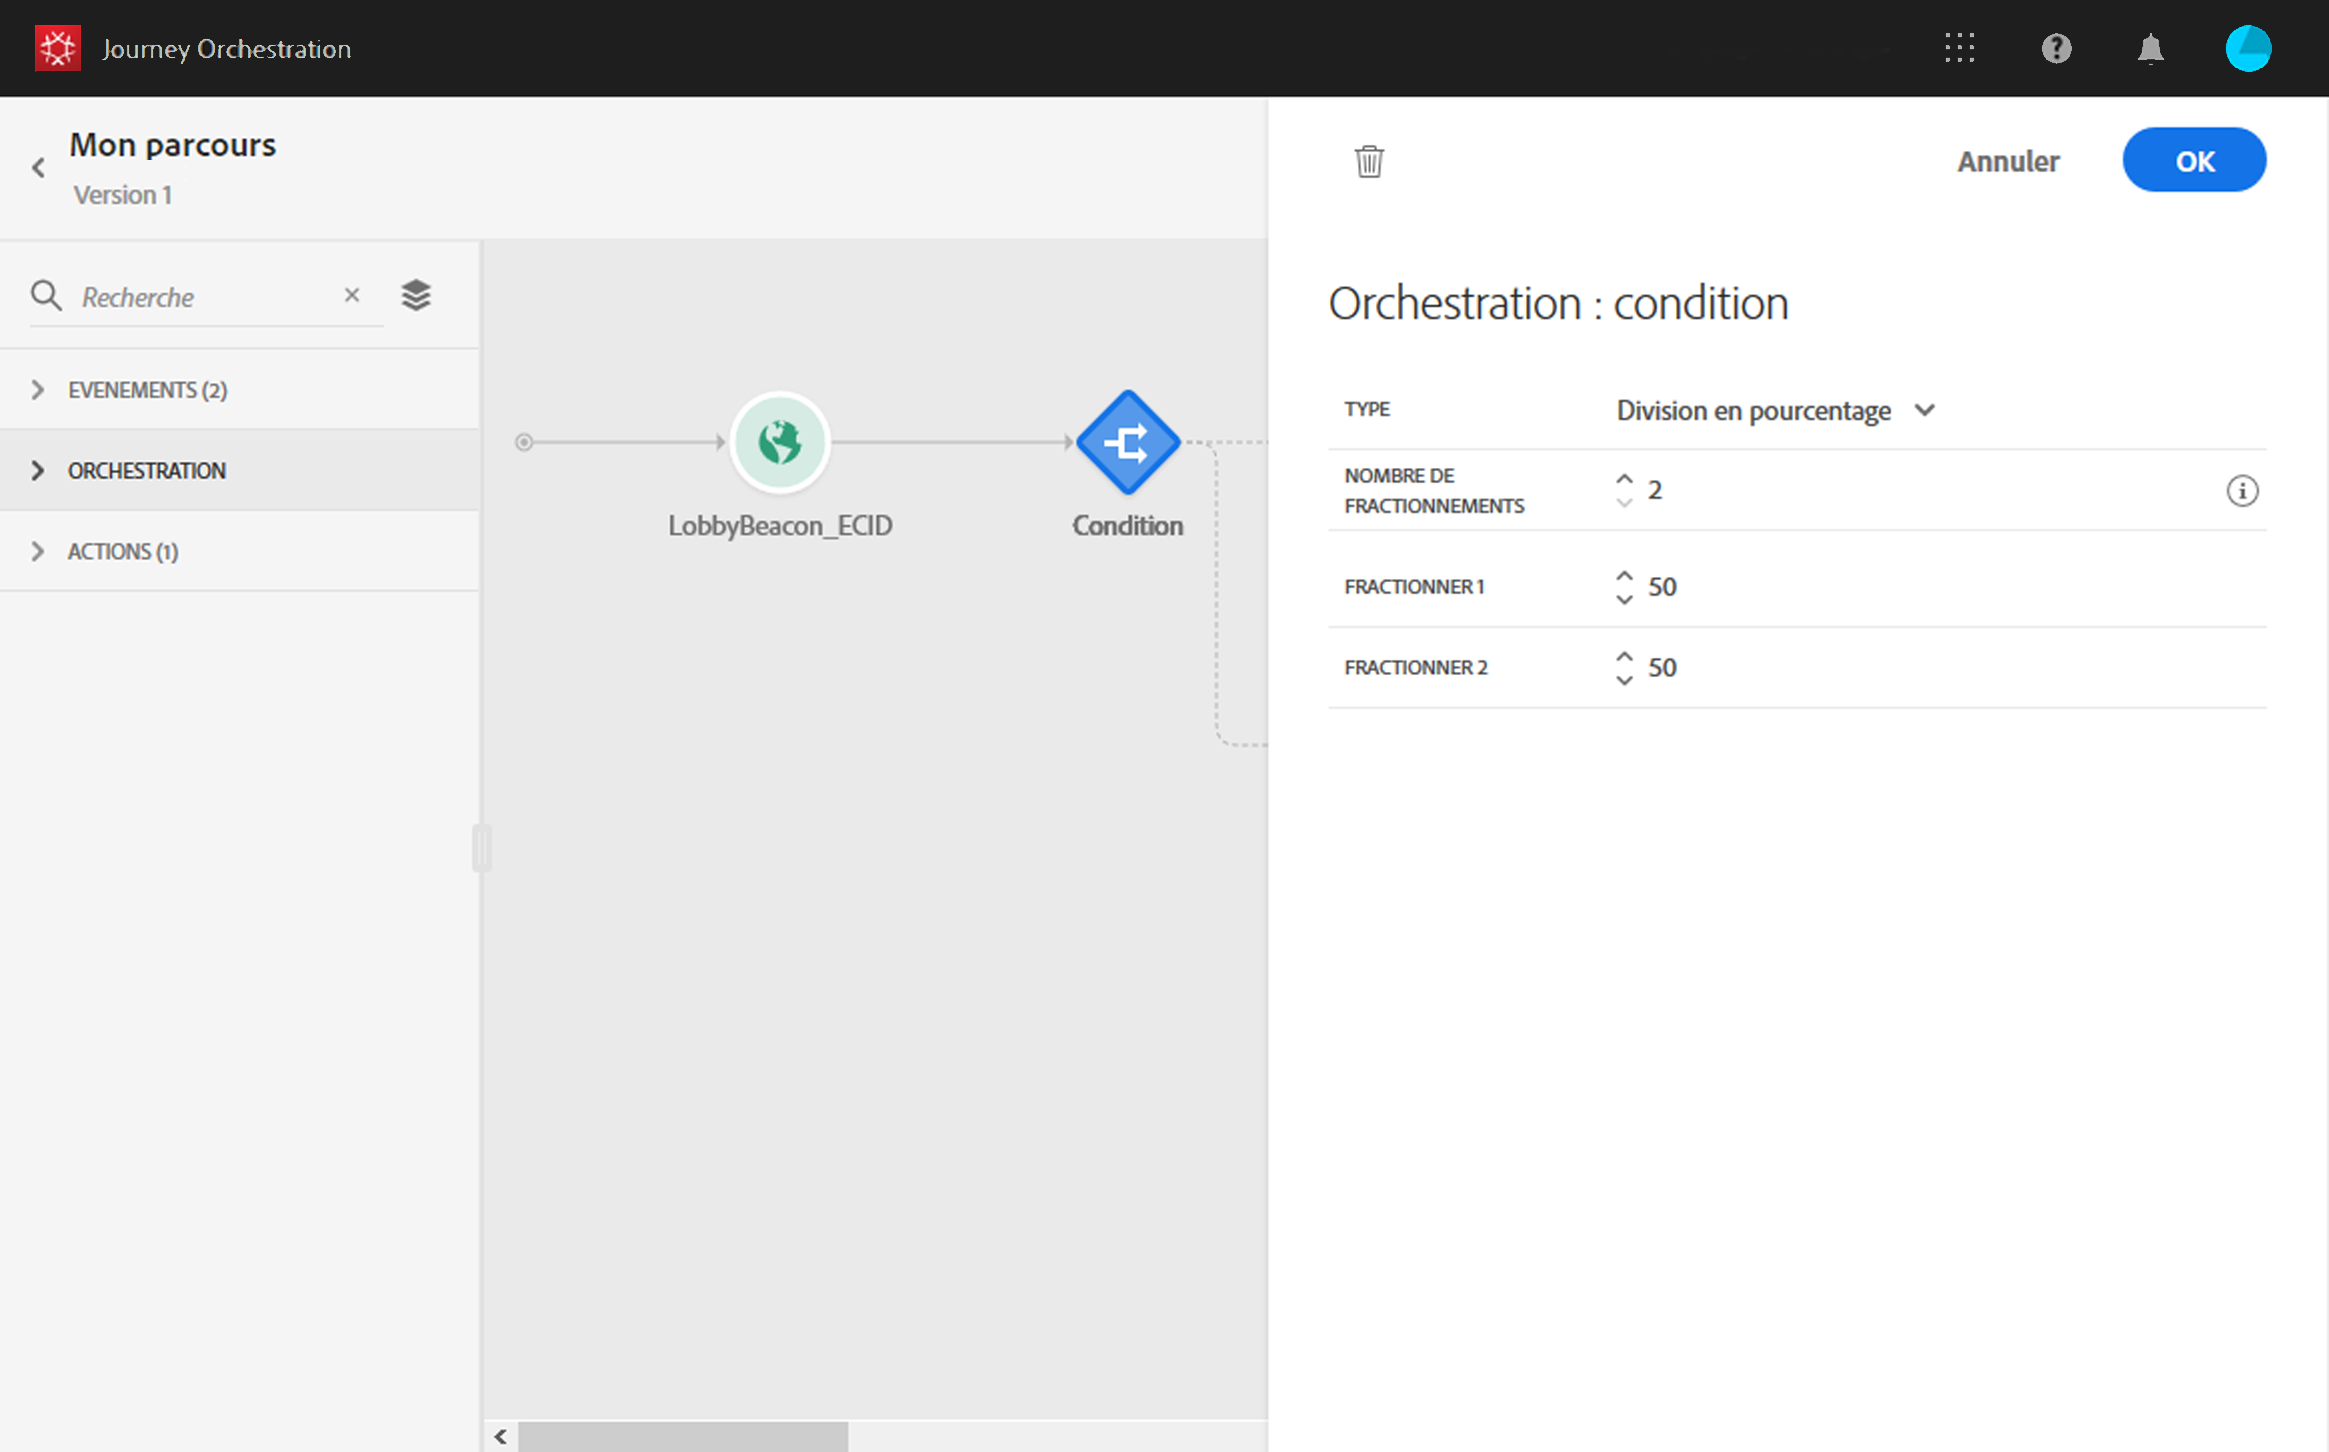 Journey Orchestration
Mon parcours
Version 1
Annuler
OK
Recherche
EVENEMENTS (2)
ORCHESTRATION
ACTIONS (1)
LobbyBeacon_ECID
Condition
Orchestration : condition
TYPE
Division en pourcentage
NOMBRE DE
FRACTIONNEMENTS
2
FRACTIONNER 1
50
FRACTIONNER 2
50